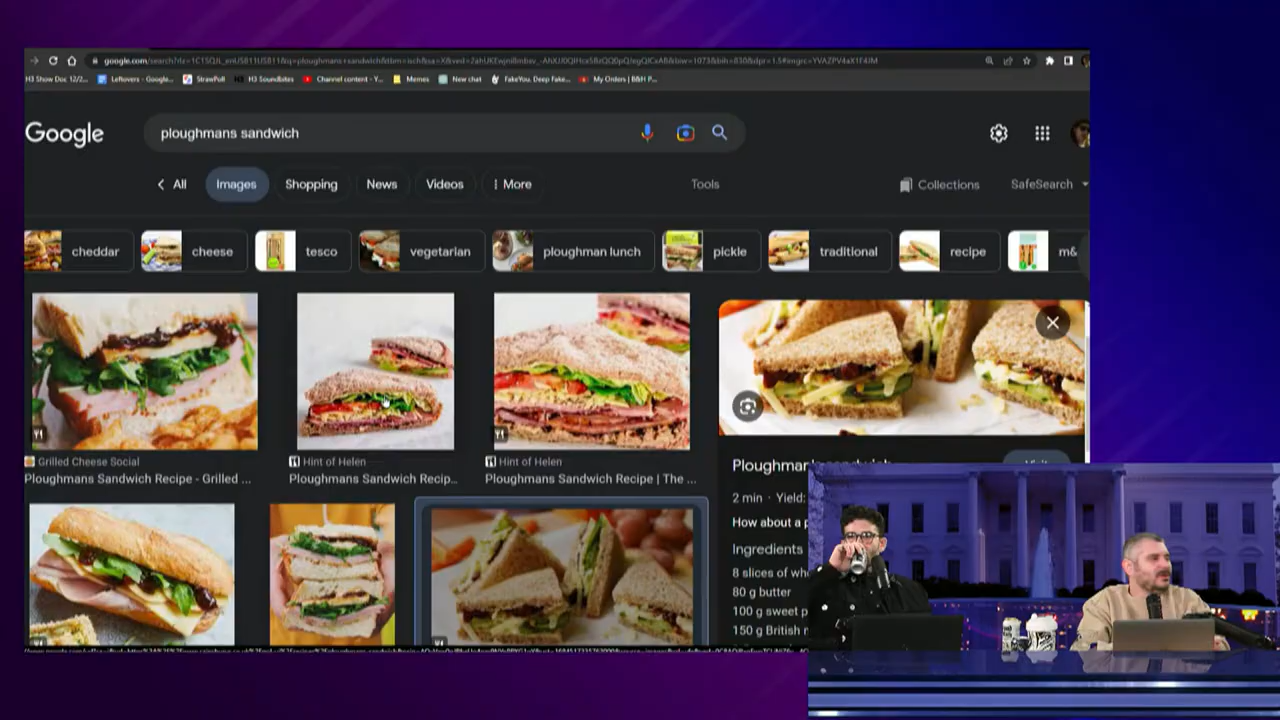 H3 Show Doc 12/2...
Leftovers - Google...
StrawPoll
H3 Soundbites
Channel content - Y...
Memes
New chat
FakeYou. Deep Fake...
My Orders | B&H P...
Google
ploughmans sandwich
All
Images
Shopping
News
Videos
More
Tools
Collections
SafeSearch
cheddar
cheese
tesco
vegetarian
ploughman lunch
pickle
traditional
recipe
m&
Grilled Cheese Social
Ploughmans Sandwich Recipe - Grilled ...
Hint of Helen
Ploughmans Sandwich Recip...
Hint of Helen
Ploughmans Sandwich Recipe | The ...
2 min · Yield:
How about a p
Ingredients
8 slices of wh
80 g butter
100 g sweet p
150 g British